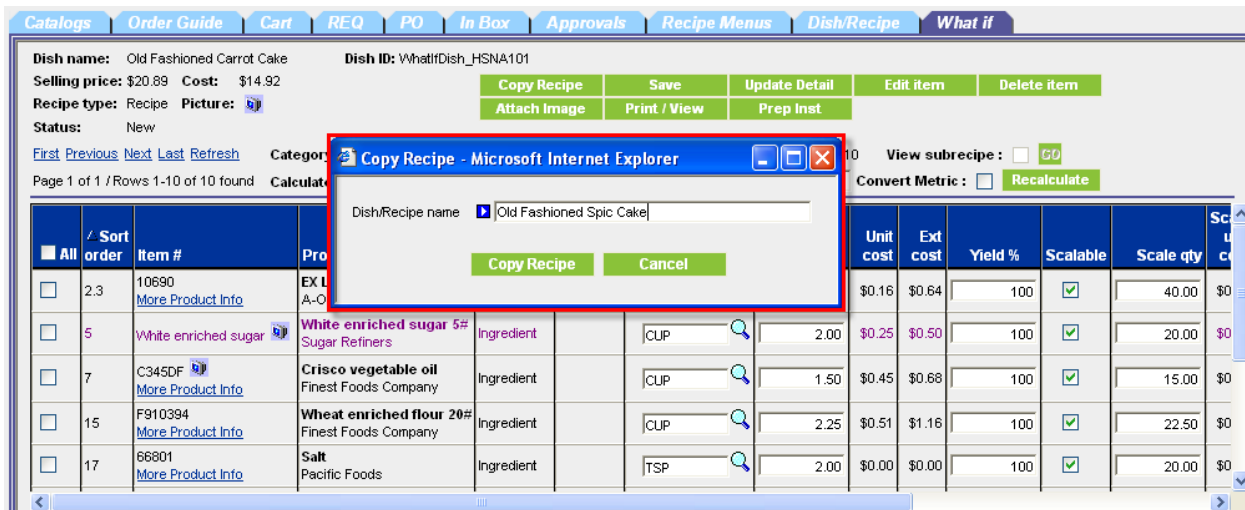 Catalogs Order Guide Cart REQ PO In Box Approvals Recipe Menus Dish/Recipe What if
Dish name: Old Fashioned Carrot Cake Dish ID: WhatIfDish_HSNA101
Selling price: $20.89 Cost: $14.92
Copy Recipe Save Update Detail Edit item Delete item
Recipe type: Recipe Picture:
Attach Image Print / View Prep Inst
Status: New
First Previous Next Last Refresh Category 10 View subrecipe : GO
Page 1 of 1 / Rows 1-10 of 10 found Calculate Convert Metric : Recalculate
Copy Recipe - Microsoft Internet Explorer
Dish/Recipe name Old Fashioned Spic Cake
Copy Recipe Cancel
All Sort order Item # Pro Unit cost Ext cost Yield % Scalable Scale qty
2.3 10690 EX L $0.16 $0.64 100 40.00 $0
More Product Info A-O
5 White enriched sugar White enriched sugar 5# Ingredient CUP 2.00 $0.25 $0.50 100 20.00 $0
Sugar Refiners
7 C345DF Crisco vegetable oil Ingredient CUP 1.50 $0.45 $0.68 100 15.00 $0
More Product Info Finest Foods Company
15 F910394 Wheat enriched flour 20# Ingredient CUP 2.25 $0.51 $1.16 100 22.50 $0
More Product Info Finest Foods Company
17 66801 Salt Ingredient TSP 2.00 $0.00 $0.00 100 20.00 $0
More Product Info Pacific Foods